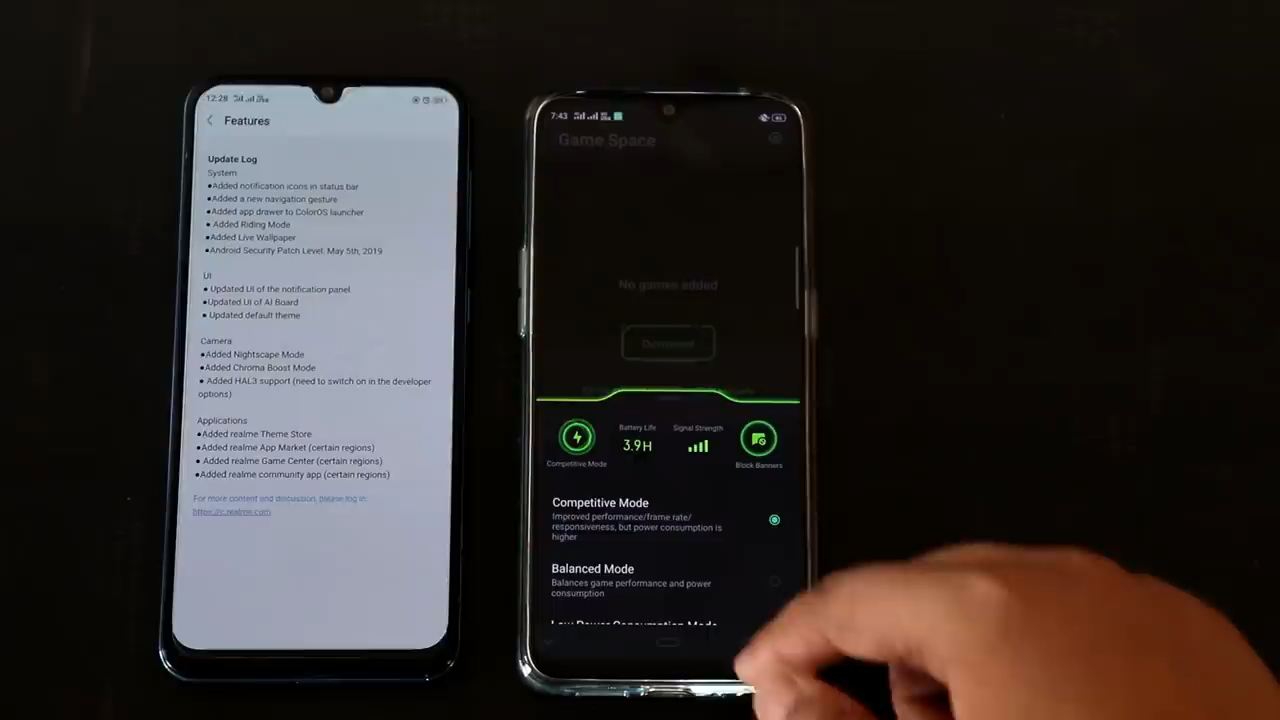 12:28
Features
Update Log
System
●Added notification icons in status bar
●Added a new navigation gesture
●Added app drawer to ColorOS launcher
● Added Riding Mode
●Added Live Wallpaper
●Android Security Patch Level: May 5th, 2019
UI
● Updated UI of the notification panel
●Updated UI of AI Board
● Updated default theme
Camera
●Added Nightscape Mode
●Added Chroma Boost Mode
● Added HAL3 support (need to switch on in the developer
options)
Applications
●Added realme Theme Store
●Added realme App Market (certain regions)
● Added realme Game Center (certain regions)
●Added realme community app (certain regions)
For more content and discussion, please log in:
https://c.realme.com
7:43
Game Space
No games added
Download
Battery Life
Signal Strength
3.9H
Competitive Mode
Block Banners
Competitive Mode
Improved performance/frame rate/
responsiveness, but power consumption is
higher
Balanced Mode
Balances game performance and power
consumption
Low Power Consumption Mode